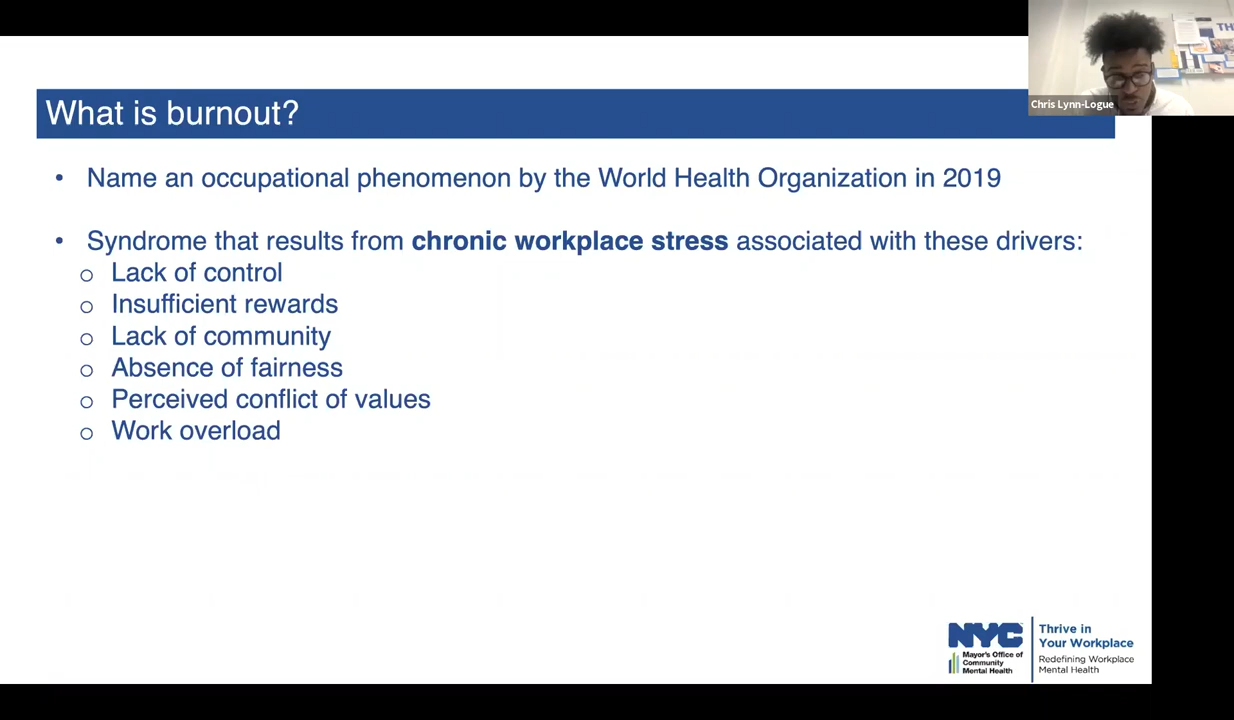 What is burnout?
Chris Lynn-Logue
• Name an occupational phenomenon by the World Health Organization in 2019
• Syndrome that results from chronic workplace stress associated with these drivers:
o Lack of control
o Insufficient rewards
o Lack of community
o Absence of fairness
o Perceived conflict of values
o Work overload
NYC
Mayor's Office of
Community
Mental Health
Thrive in
Your Workplace
Redefining Workplace
Mental Health